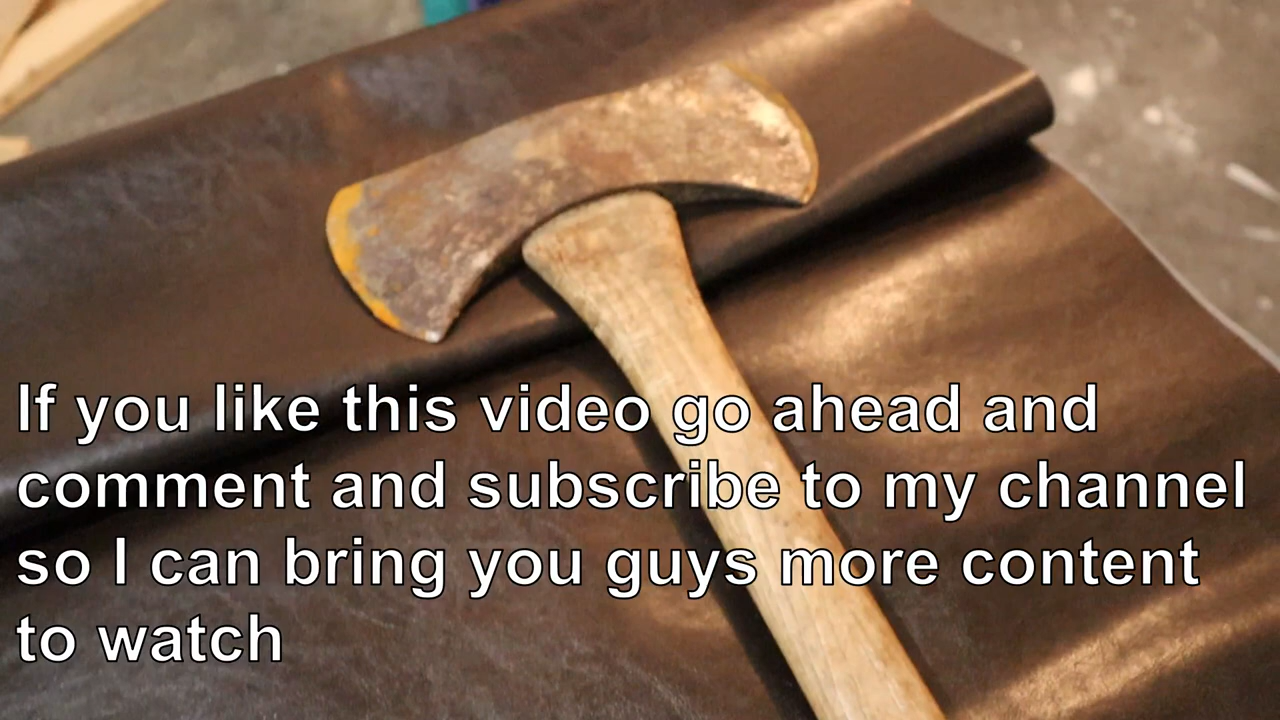 If you like this video go ahead and
comment and subscribe to my channel
so I can bring you guys more content
to watch